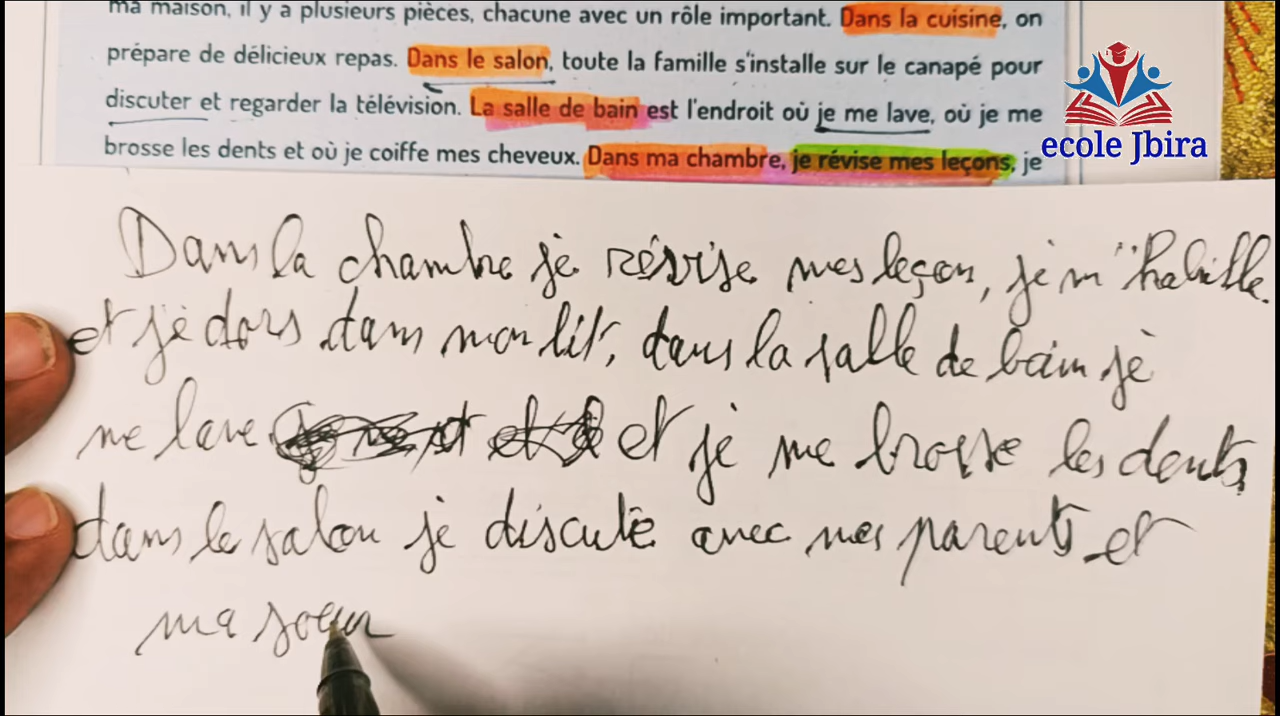 ma maison, il y a plusieurs pièces, chacune avec un rôle important. Dans la cuisine, on
prépare de délicieux repas. Dans le salon, toute la famille s'installe sur le canapé pour
discuter et regarder la télévision. La salle de bain est l'endroit où je me lave, où je me
brosse les dents et où je coiffe mes cheveux. Dans ma chambre, je révise mes leçons, je
ecole Jbira
Dans la chambre je révise mes leçon, je m'habille.
et je dors dans mon lit, dans la salle de bain je
me lave et je me brosse les dents,
dans le salon je discute avec mes parents et
ma soeur